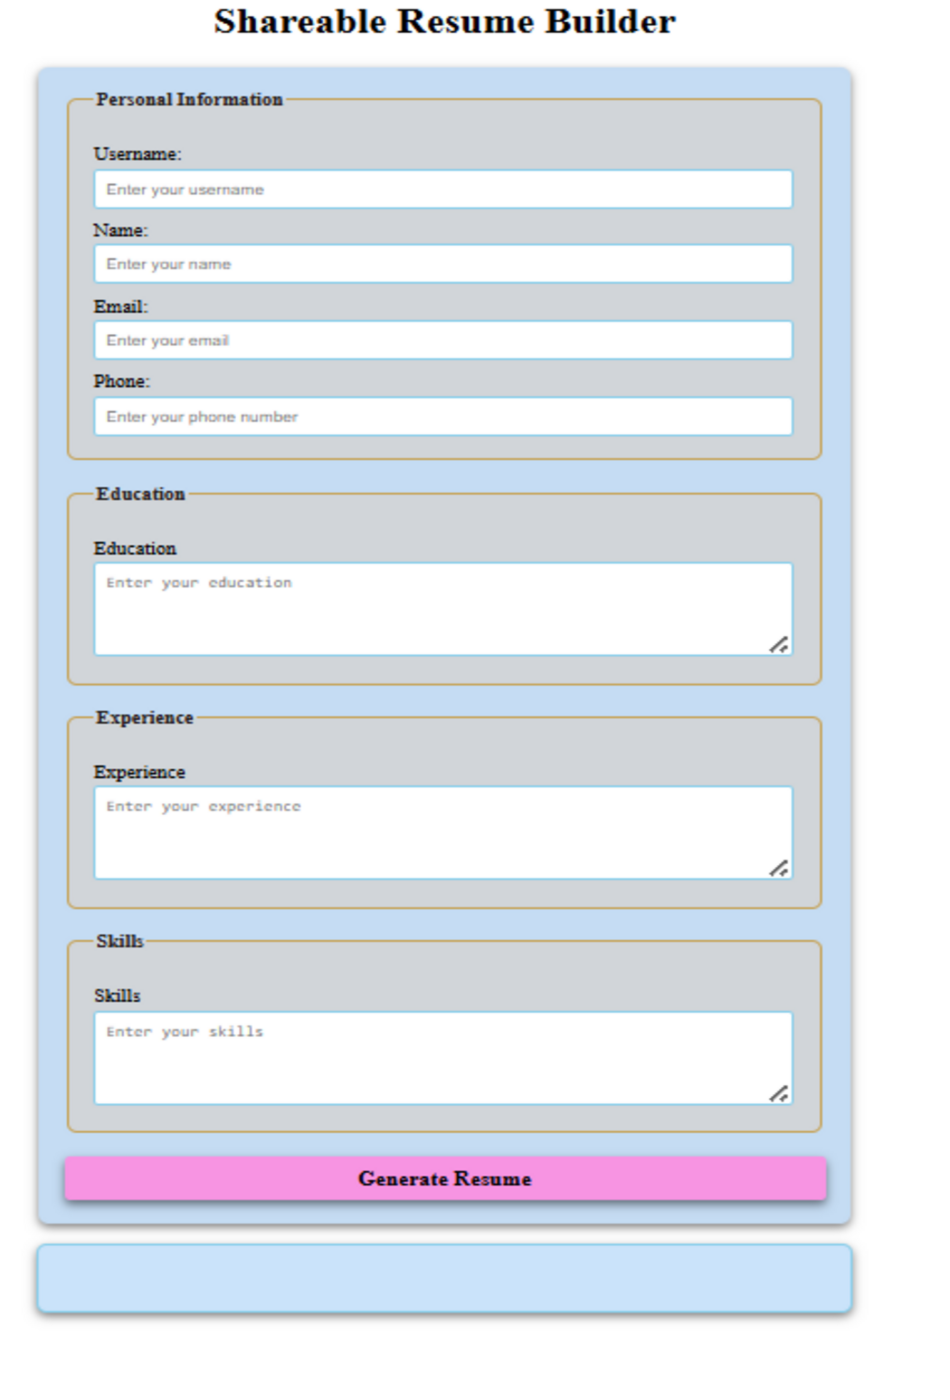 Shareable Resume Builder
Personal Information
Username:
Enter your username
Name:
Enter your name
Email:
Enter your email
Phone:
Enter your phone number
Education
Education
Enter your education
Experience
Experience
Enter your experience
Skills
Skills
Enter your skills
Generate Resume